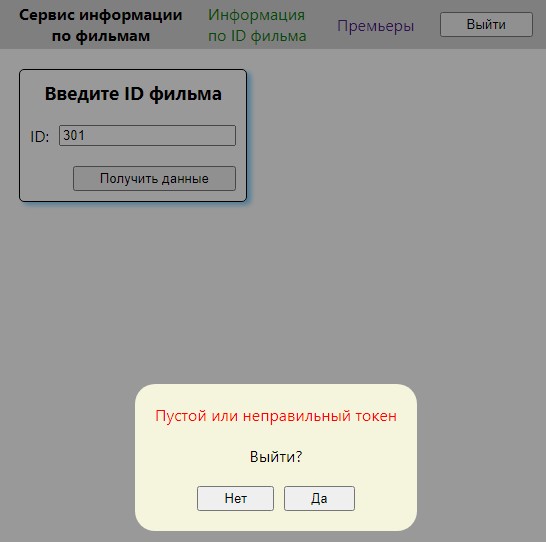 Сервис информации
по фильмам
Информация
по ID фильма
Премьеры
Выйти
Введите ID фильма
ID: 301
Получить данные
Пустой или неправильный токен
Выйти?
Нет Да